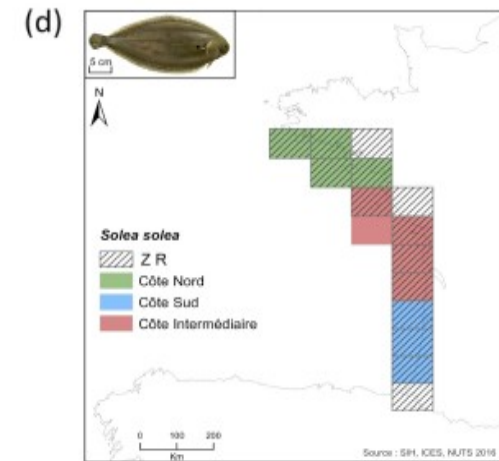 (d)
5 cm
N
Solea solea
Z R
Côte Nord
Côte Sud
Côte Intermédiaire
0 100 200
Km
Source : SIH, ICES, NUTS 2016